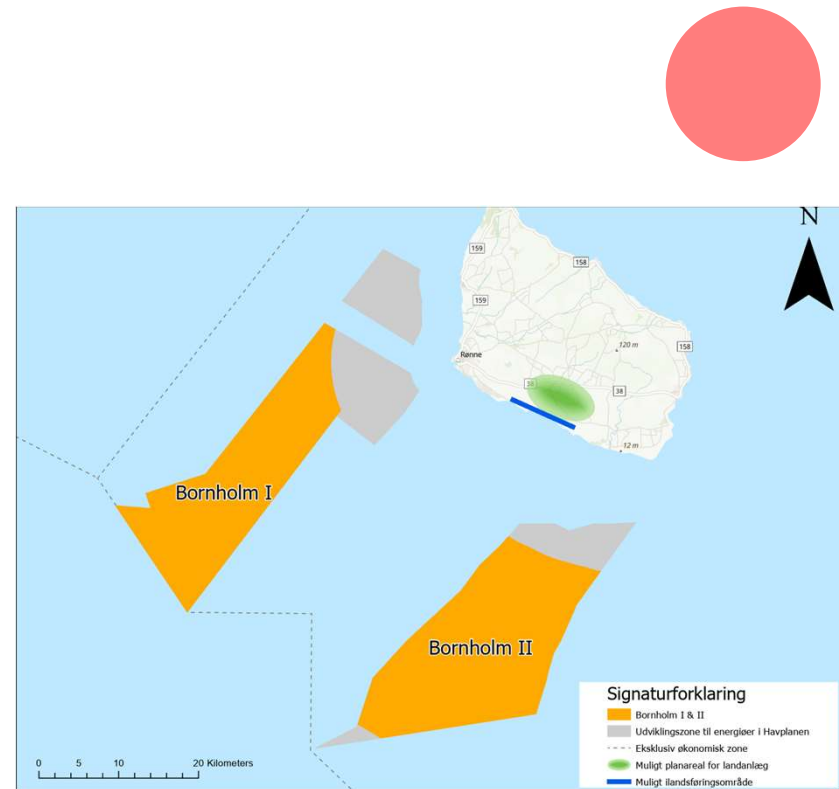 N
159
158
159
120 m
158
Rønne
38
38
12 m
Bornholm I
Bornholm II
Signaturforklaring
Bornholm I & II
Udviklingszone til energiøer i Havplanen
Eksklusiv økonomisk zone
Muligt planareal for landanlæg
Muligt ilandsføringsområde
0 5 10 20 Kilometers